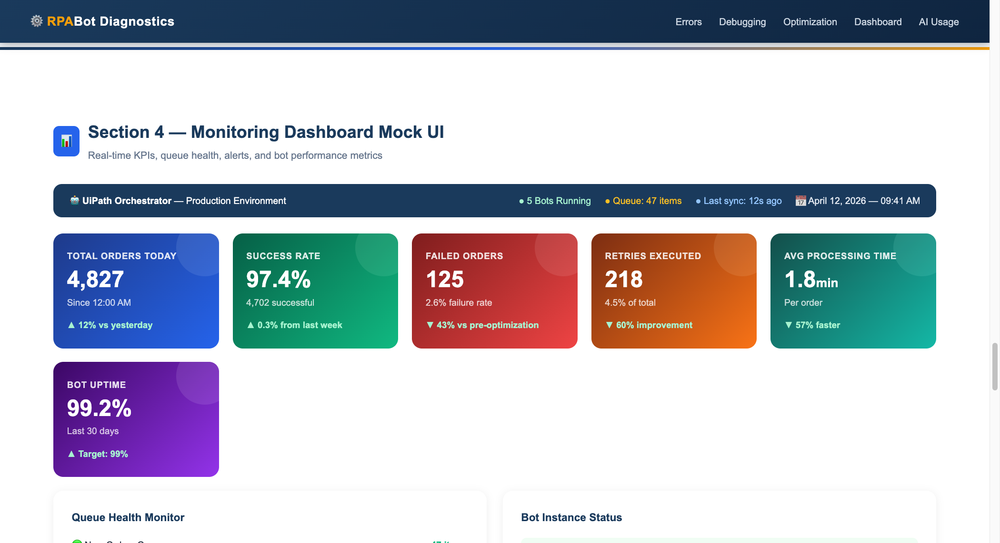 RPABot Diagnostics
Errors Debugging Optimization Dashboard AI Usage
Section 4 — Monitoring Dashboard Mock UI
Real-time KPIs, queue health, alerts, and bot performance metrics
UiPath Orchestrator — Production Environment
● 5 Bots Running ● Queue: 47 items ● Last sync: 12s ago 📅 April 12, 2026 — 09:41 AM
TOTAL ORDERS TODAY
4,827
Since 12:00 AM
▲ 12% vs yesterday
SUCCESS RATE
97.4%
4,702 successful
▲ 0.3% from last week
FAILED ORDERS
125
2.6% failure rate
▼ 43% vs pre-optimization
RETRIES EXECUTED
218
4.5% of total
▼ 60% improvement
AVG PROCESSING TIME
1.8min
Per order
▼ 57% faster
BOT UPTIME
99.2%
Last 30 days
▲ Target: 99%
Queue Health Monitor
Bot Instance Status